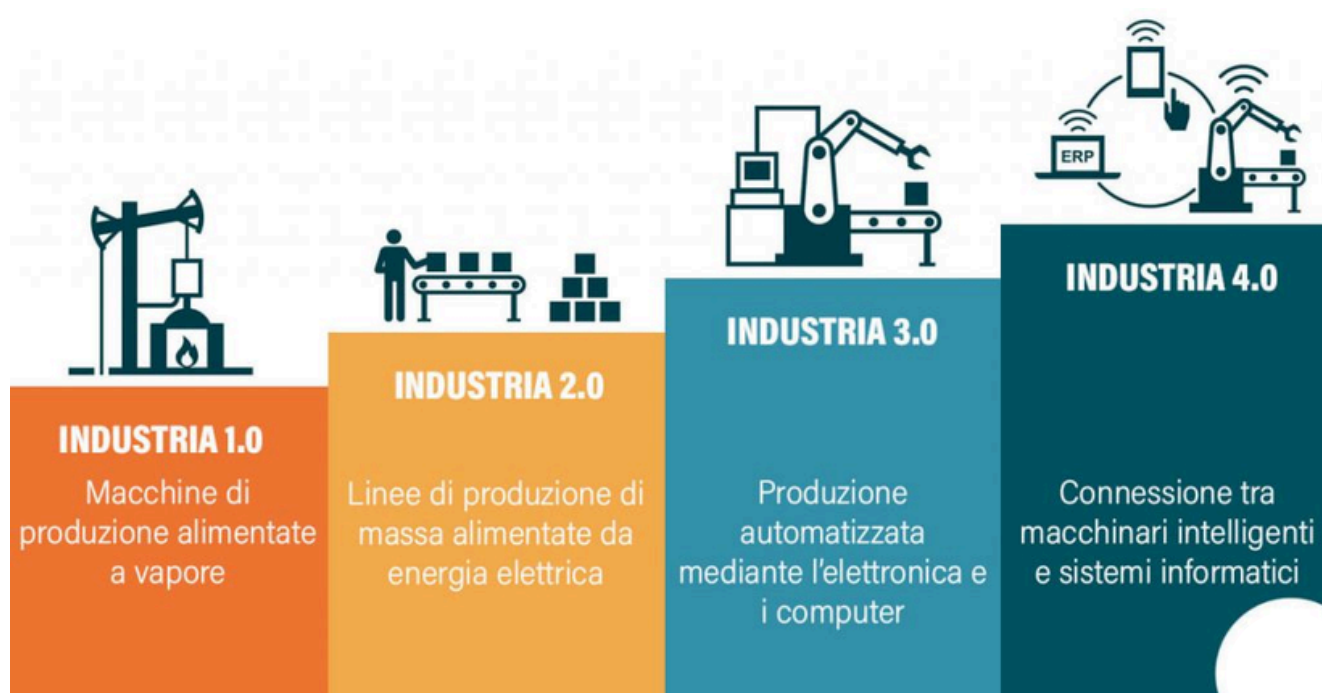 ERP
INDUSTRIA 1.0
Macchine di
produzione alimentate
a vapore
INDUSTRIA 2.0
Linee di produzione di
massa alimentate da
energia elettrica
INDUSTRIA 3.0
Produzione
automatizzata
mediante l'elettronica e
i computer
INDUSTRIA 4.0
Connessione tra
macchinari intelligenti
e sistemi informatici